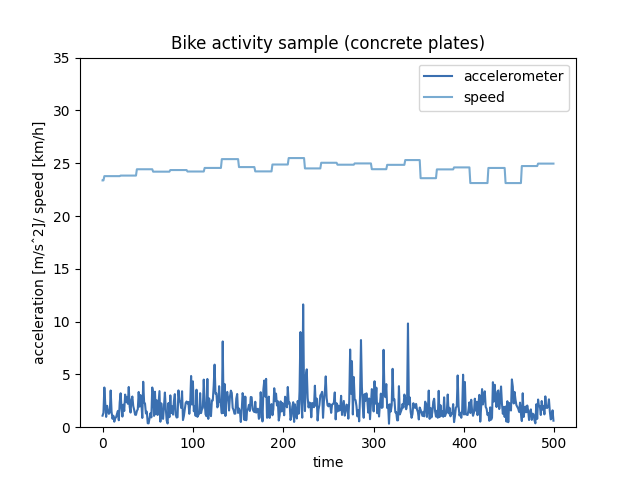 Bike activity sample (concrete plates)
accelerometer
speed
acceleration [m/sˆ2]/ speed [km/h]
35
30
25
20
15
10
5
0
0 100 200 300 400 500
time